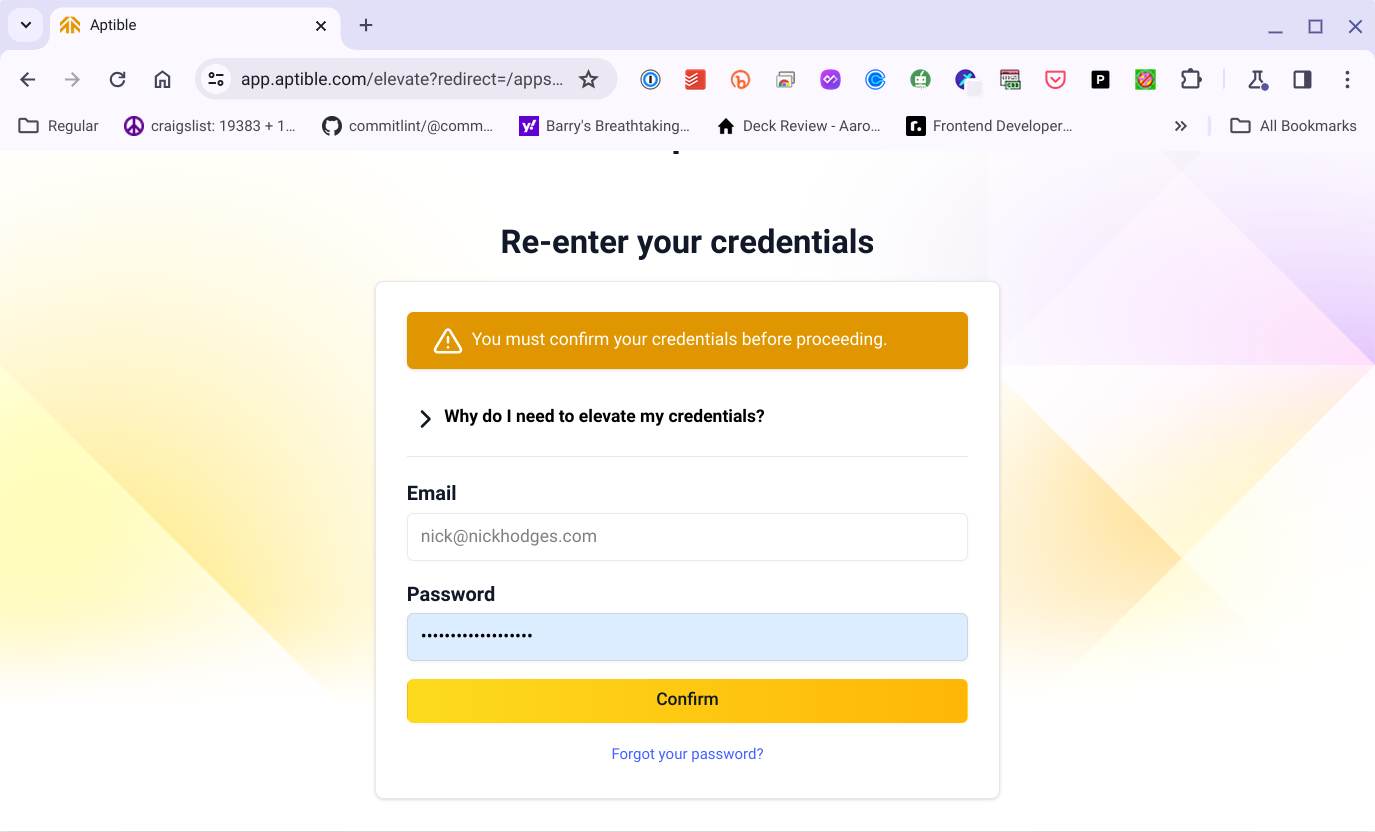 Aptible
app.aptible.com/elevate?redirect=/apps...
Regular
craigslist: 19383 + 1...
commitlint/@comm...
Barry's Breathtaking...
Deck Review - Aaro...
Frontend Developer...
All Bookmarks
Re-enter your credentials
You must confirm your credentials before proceeding.
Why do I need to elevate my credentials?
Email
nick@nickhodges.com
Password
•••••••••••••••••••
Confirm
Forgot your password?